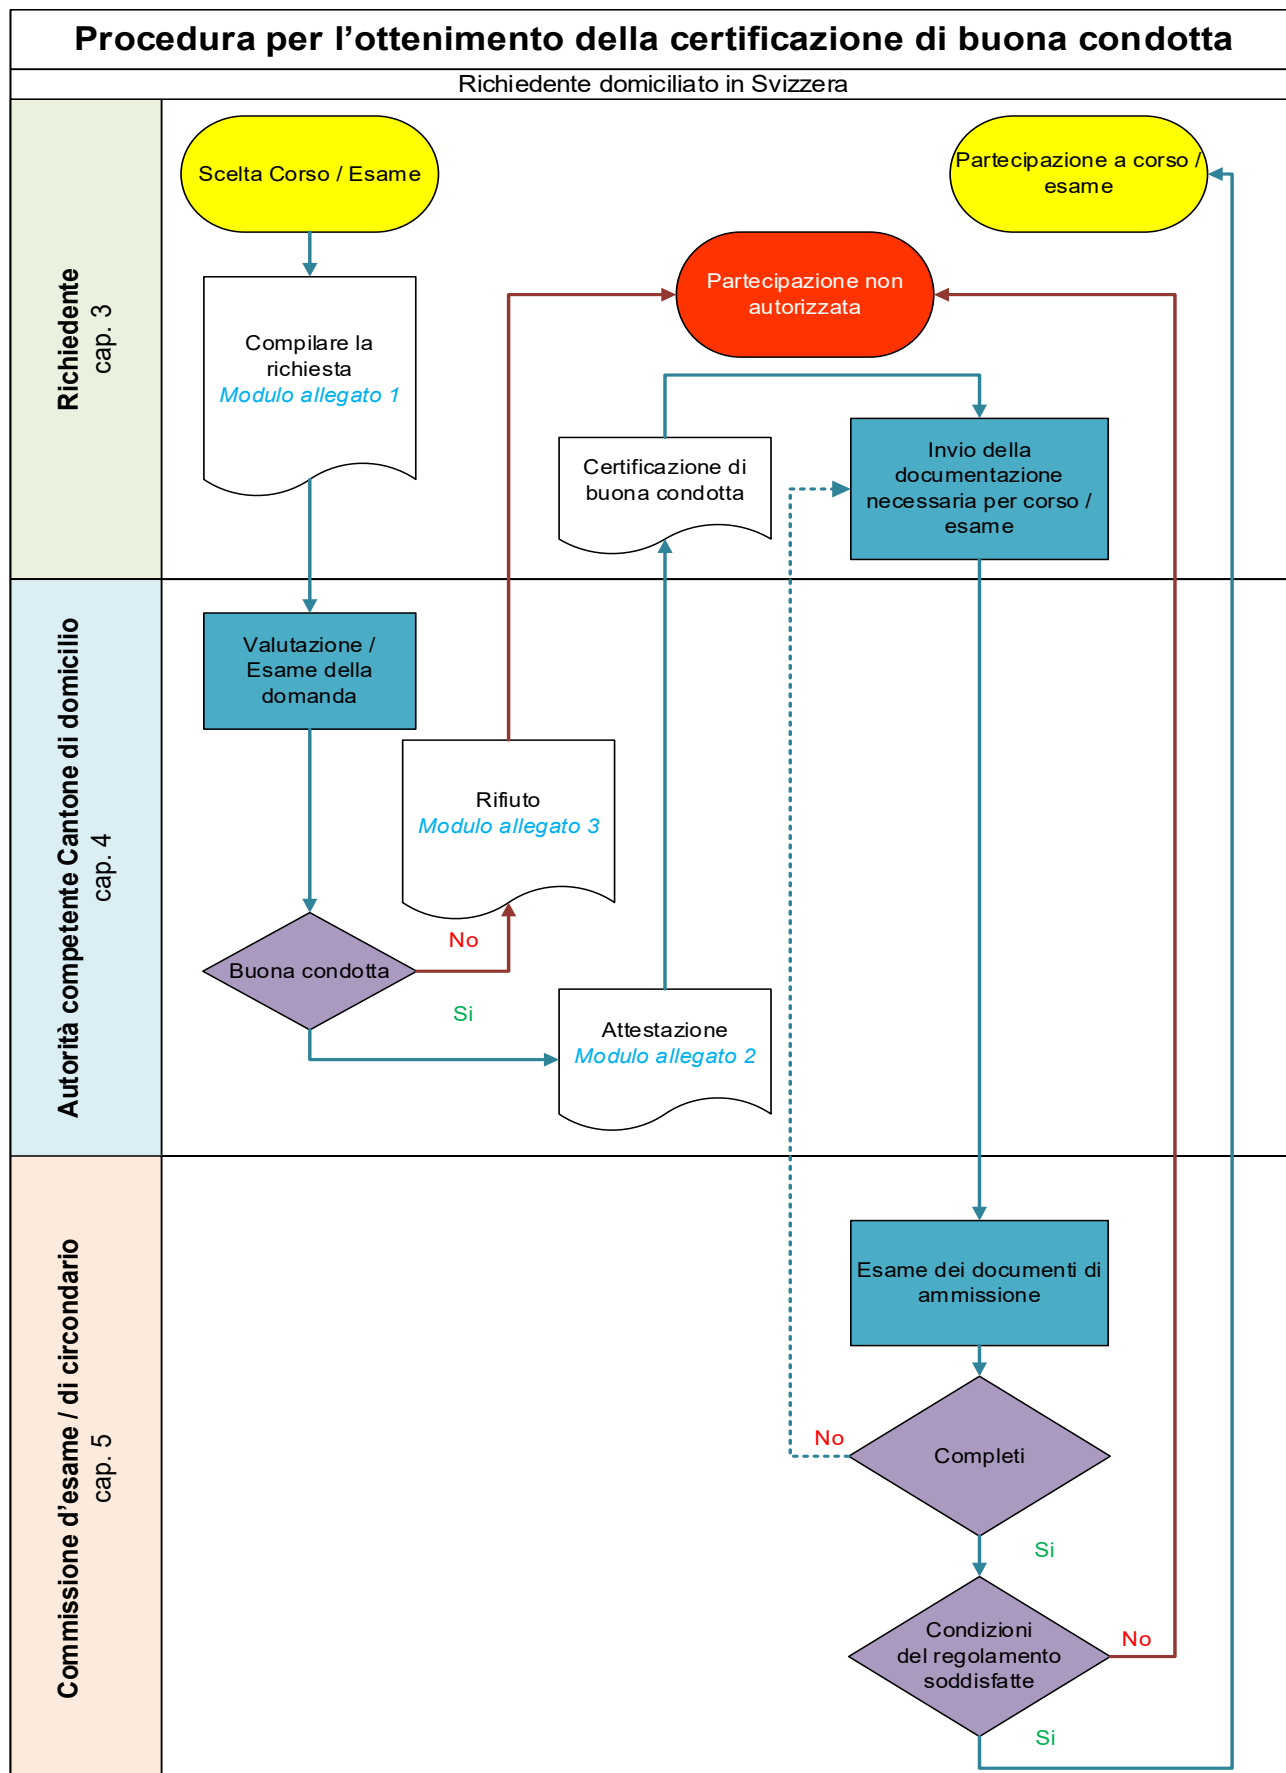 Procedura per l’ottenimento della certificazione di buona condotta
Richiedente domiciliato in Svizzera
Richiedente
cap. 3
Scelta Corso / Esame
Partecipazione a corso /
esame
Partecipazione non
autorizzata
Compilare la
richiesta
Modulo allegato 1
Certificazione di
buona condotta
Invio della
documentazione
necessaria per corso /
esame
Autorità competente Cantone di domicilio
cap. 4
Valutazione /
Esame della
domanda
Rifiuto
Modulo allegato 3
No
Buona condotta
Si
Attestazione
Modulo allegato 2
Commissione d’esame / di circondario
cap. 5
Esame dei documenti di
ammissione
No
Completi
Si
Condizioni
del regolamento
soddisfatte
No
Si